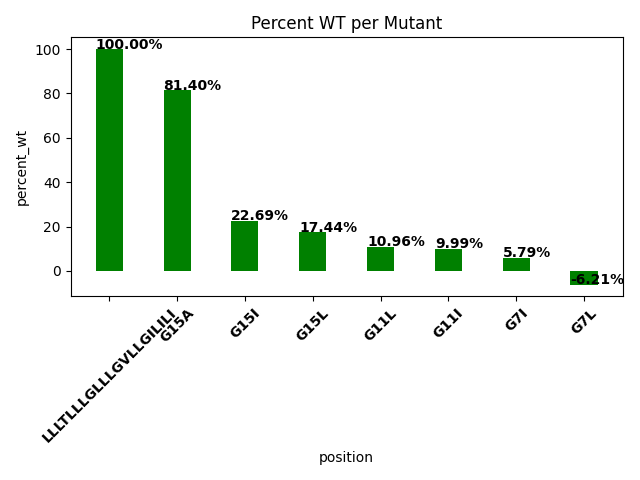 Percent WT per Mutant
percent_wt
100
80
60
40
20
0
100.00%
81.40%
22.69%
17.44%
10.96%
9.99%
5.79%
-6.21%
LLLTLLLGLLLGVLLGILILI
G15A
G15I
G15L
G11L
G11I
G7I
G7L
position